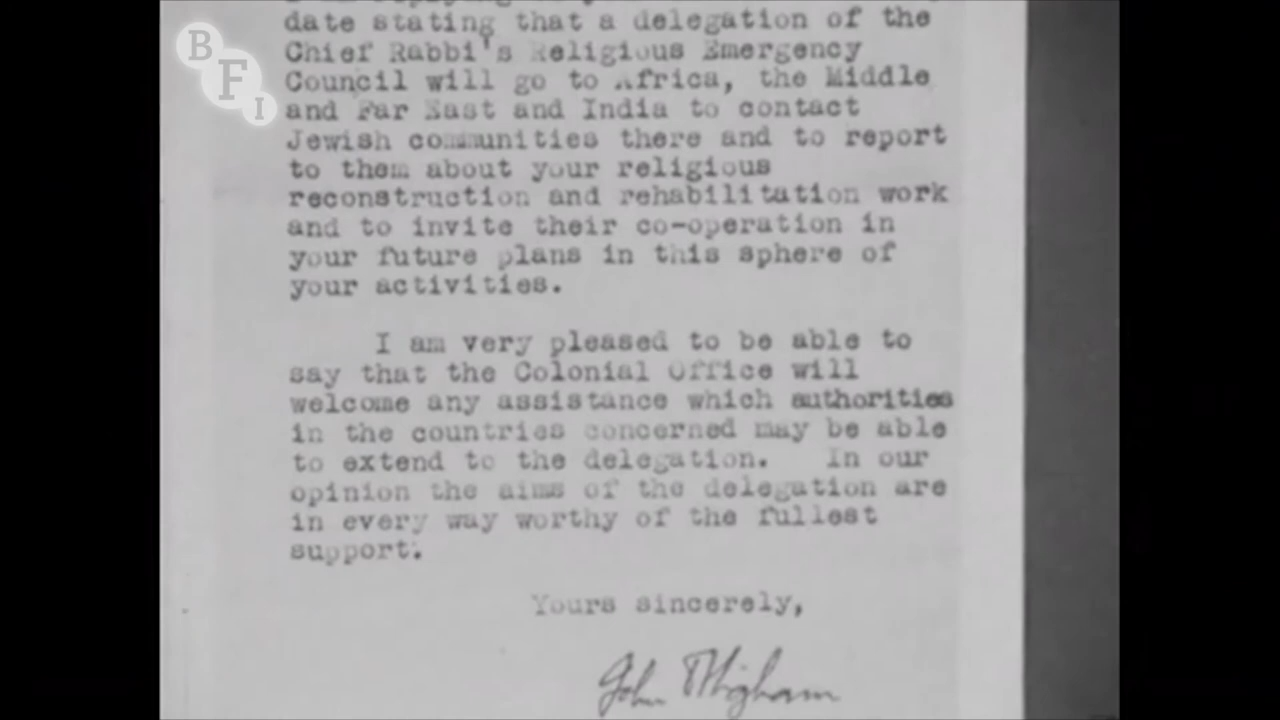 BFI
date stating that a delegation of the
Chief Rabbi's Religious Emergency
Council will go to Africa, the Middle
and Far East and India to contact
Jewish communities there and to report
to them about your religious
reconstruction and rehabilitation work
and to invite their co-operation in
your future plans in this sphere of
your activities.
I am very pleased to be able to
say that the Colonial Office will
welcome any assistance which authorities
in the countries concerned may be able
to extend to the delegation. In our
opinion the aims of the delegation are
in every way worthy of the fullest
support.
Yours sincerely,
John